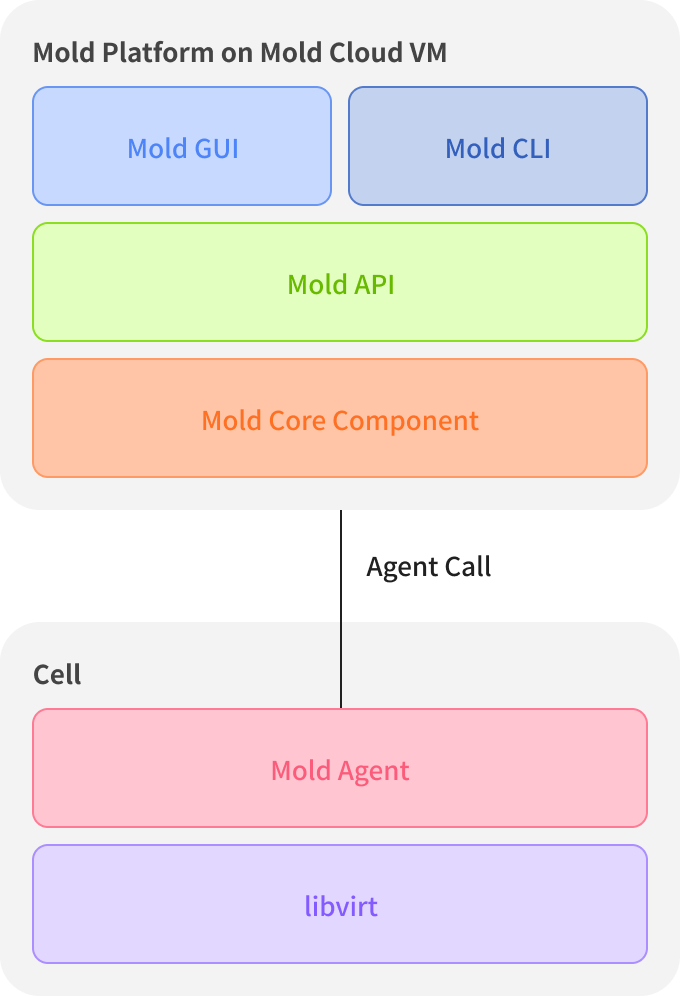 Mold Platform on Mold Cloud VM
Mold GUI
Mold CLI
Mold API
Mold Core Component
Agent Call
Cell
Mold Agent
libvirt